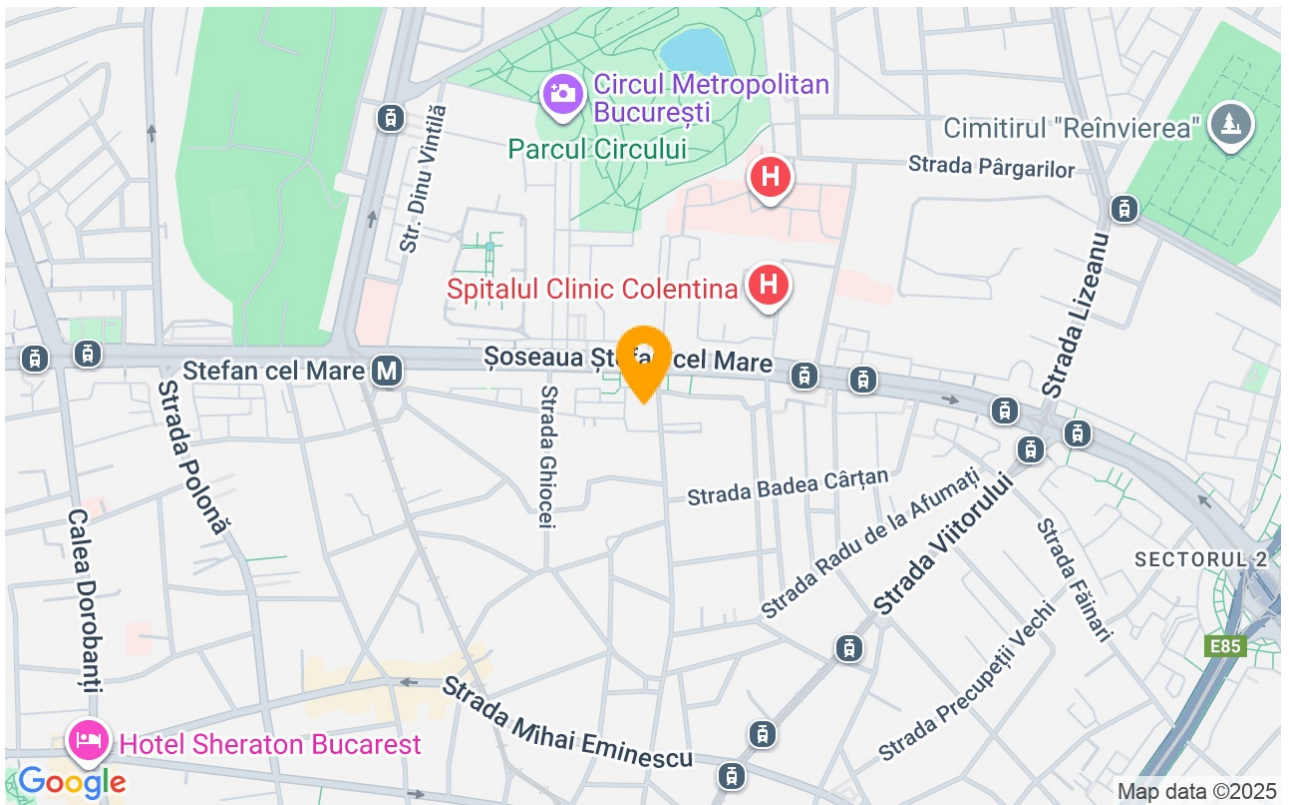 Circul Metropolitan
București
Parcul Circului
Cimitirul "Reînvierea"
Strada Pârgarilor
Str. Dinu Vintilă
H
Spitalul Clinic Colentina
H
Strada Lizeanu
Șoseaua Ștefan cel Mare
Stefan cel Mare M
Strada Polonă
Strada Ghiocei
Strada Badea Cârțan
Strada Radu de la Afumați
Strada Viitorului
Strada Făinari
SECTORUL 2
Calea Dorobanți
Strada Precupeții Vechi
E85
Strada Mihai Eminescu
Hotel Sheraton Bucarest
Google
Map data ©2025